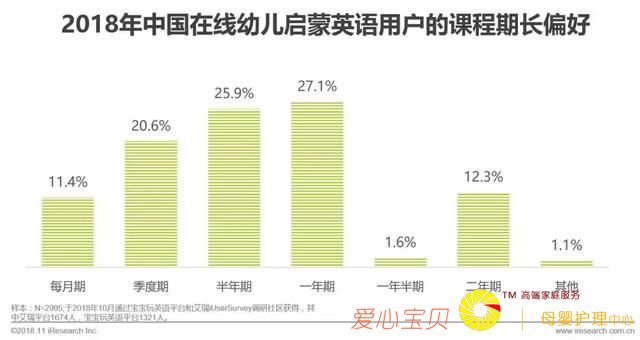 2018年中国在线幼儿启蒙英语用户的课程期长偏好
11.4%
20.6%
25.9%
27.1%
1.6%
12.3%
1.1%
每月期
季度期
半年期
一年期
一年半期
二年期
其他
样本：N=2995;于2018年10月通过宝宝玩英语平台和艾瑞iUserSurvey调研社区获得，其
中艾瑞平台1674人，宝宝玩英语平台1321人。
©2018.11 iResearch Inc.
www.iresearch.com.cn
爱心宝贝
TM 高端家庭服务
母婴护理中心